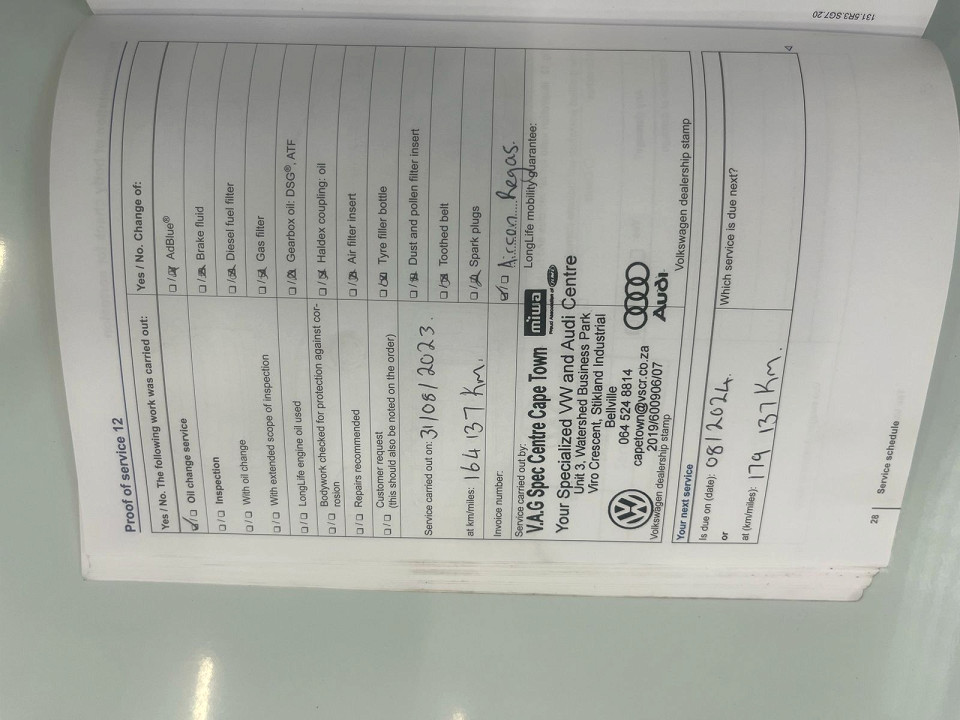 131.5R3.SG7.20
Proof of service 12
Yes / No. The following work was carried out:
☑/☐ Oil change service
☐/☐ Inspection
☐/☐ With oil change
☐/☐ With extended scope of inspection
☐/☐ LongLife engine oil used
☐/☐ Bodywork checked for protection against cor-
rosion
☐/☐ Repairs recommended
☐/☐ Customer request
(this should also be noted on the order)
Service carried out on: 31/08/2023.
at km/miles: 164 137 km.
Invoice number:
Yes / No. Change of:
☐/☑ AdBlue®
☐/☑ Brake fluid
☐/☑ Diesel fuel filter
☐/☑ Gas filter
☐/☑ Gearbox oil: DSG®, ATF
☐/☑ Haldex coupling: oil
☐/☑ Air filter insert
☐/☑ Tyre filler bottle
☐/☑ Dust and pollen filter insert
☐/☑ Toothed belt
☐/☑ Spark plugs
☑/☐ Aircon Regas.
Service carried out by:
LongLife mobility guarantee:
V.A.G Spec Centre Cape Town
miwa
Your Specialized VW and Audi Centre
Unit 3, Watershed Business Park
Viro Crescent, Stikland Industrial
Bellville
064 524 8814
capetown@vscr.co.za
2019/600906/07
Audi
Volkswagen dealership stamp
Volkswagen dealership stamp
Your next service
Is due on (date): 08/2024.
or
at (km/miles): 179 137 km.
Which service is due next?
28
Service schedule